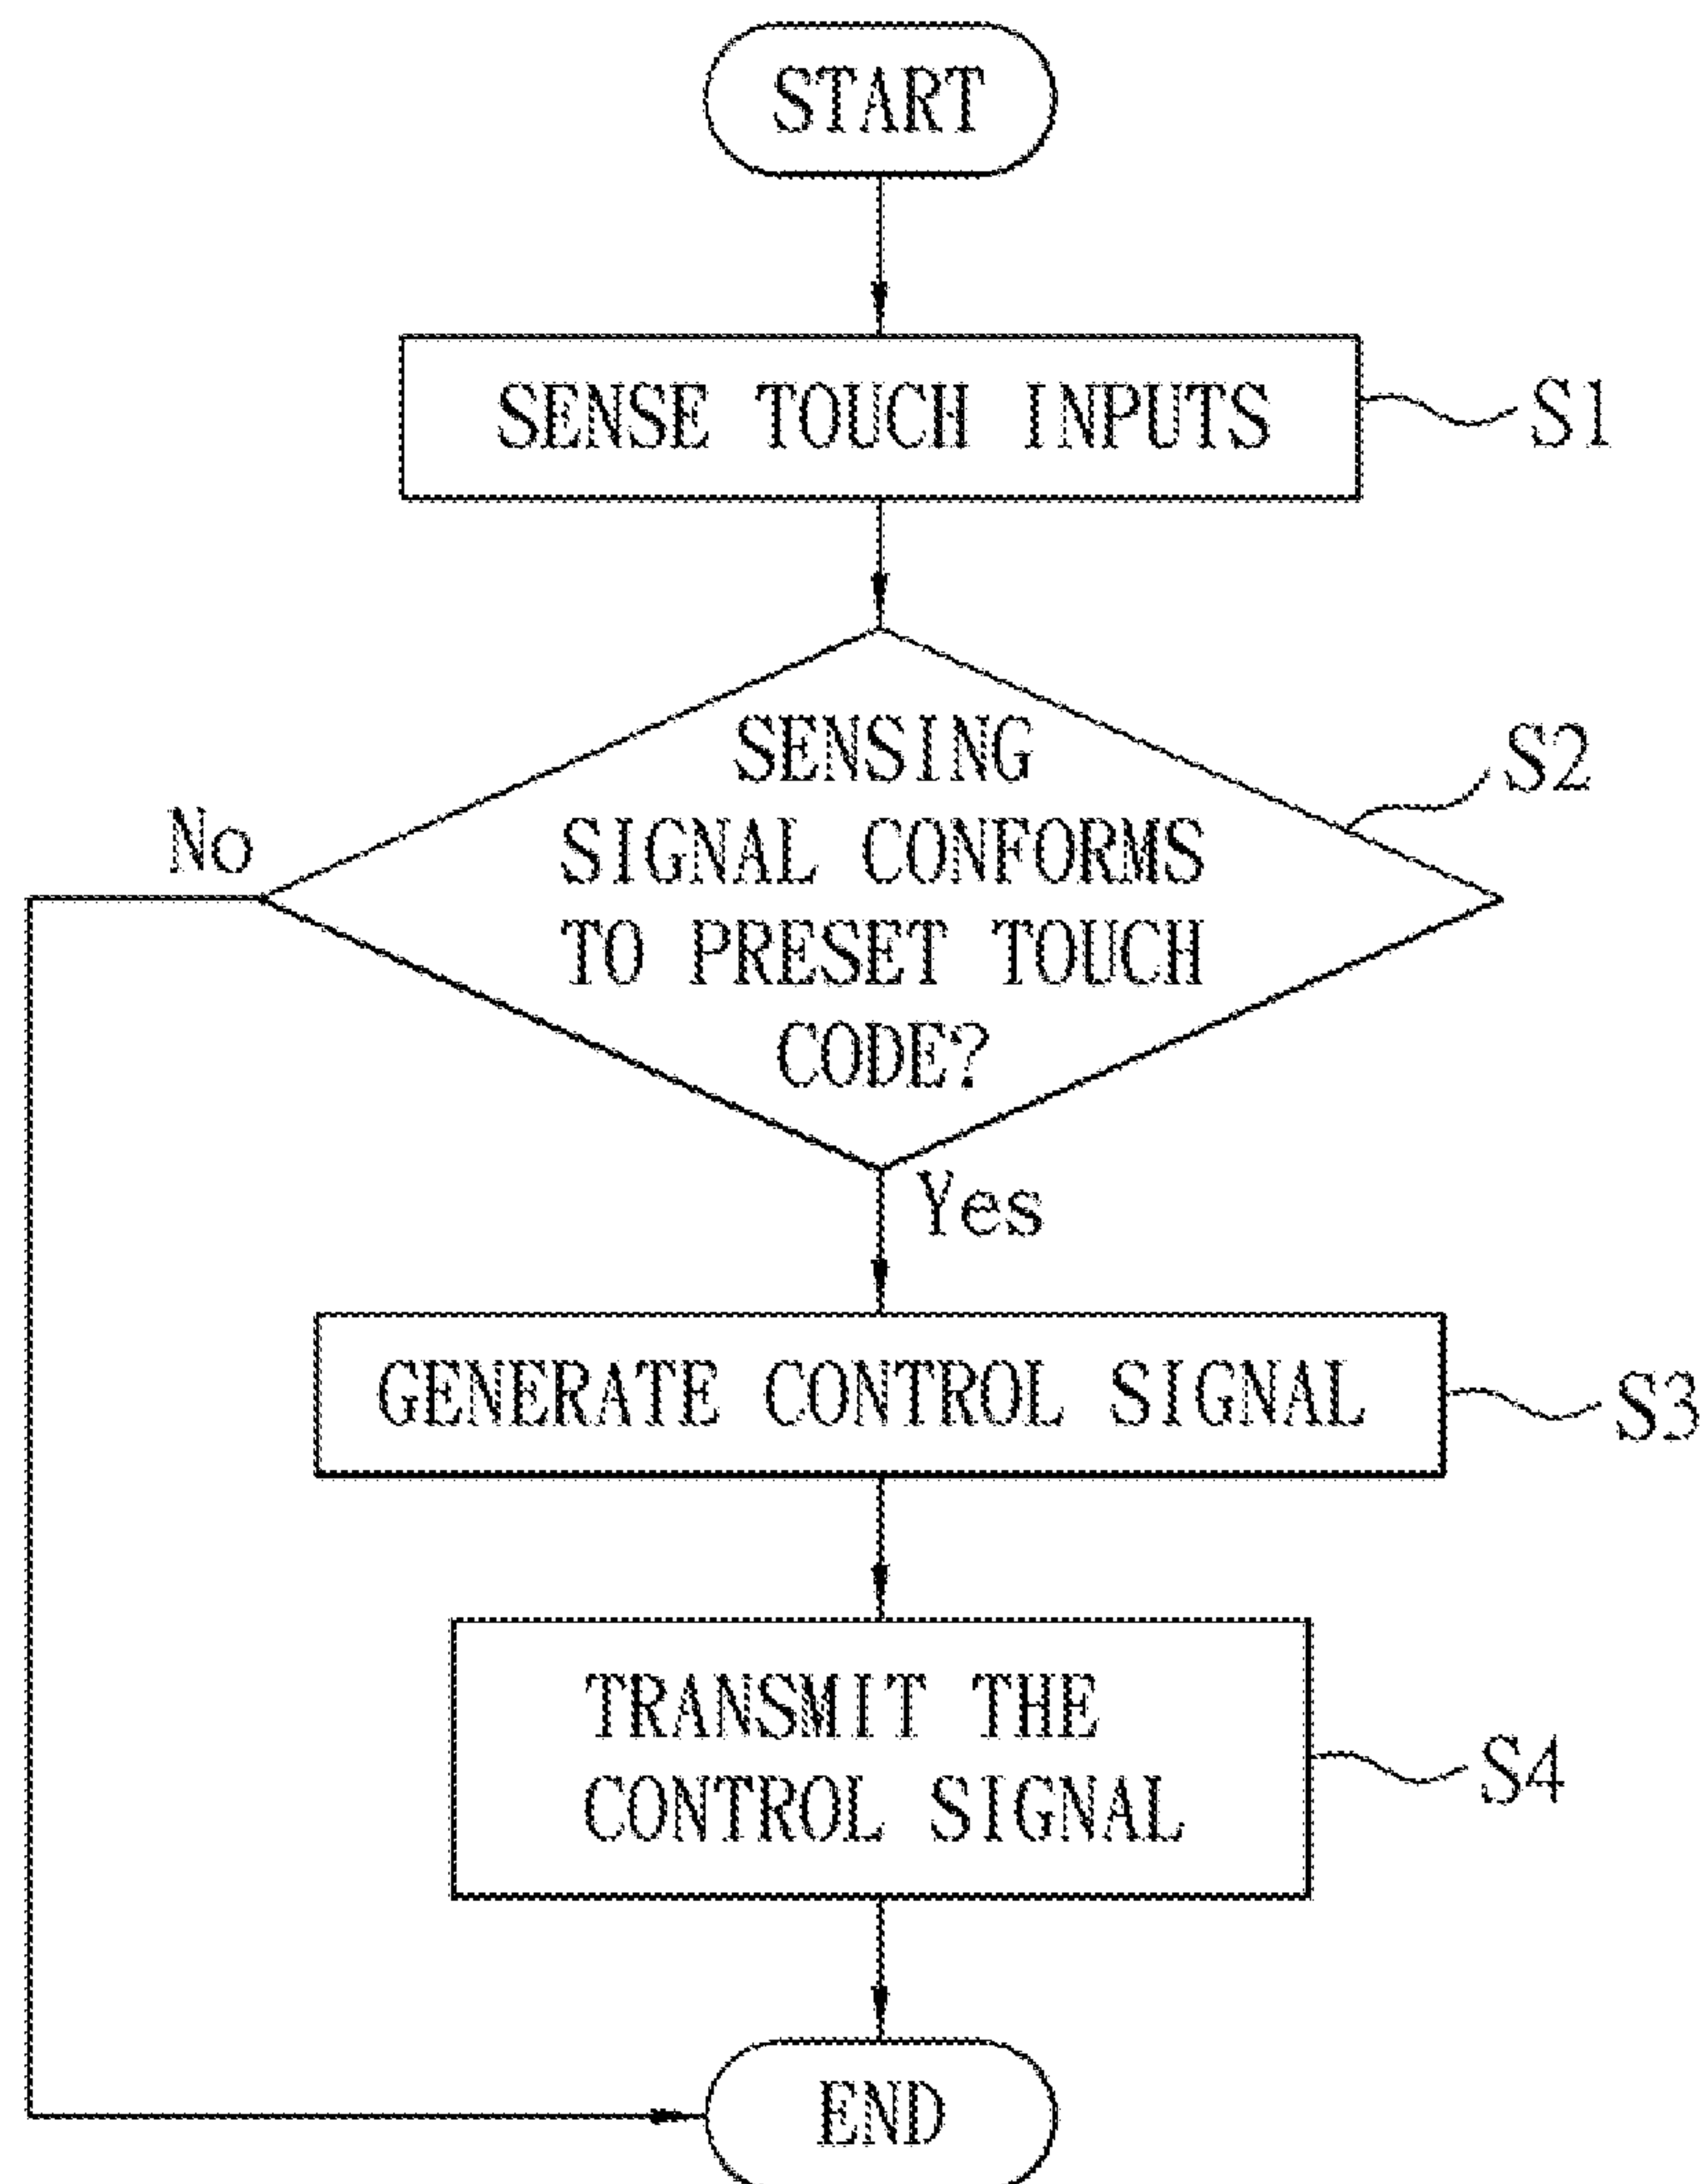 START
SENSE TOUCH INPUTS
S1
SENSING
SIGNAL CONFORMS
TO PRESET TOUCH
CODE?
S2
No
Yes
GENERATE CONTROL SIGNAL
S3
TRANSMIT THE
CONTROL SIGNAL
S4
END